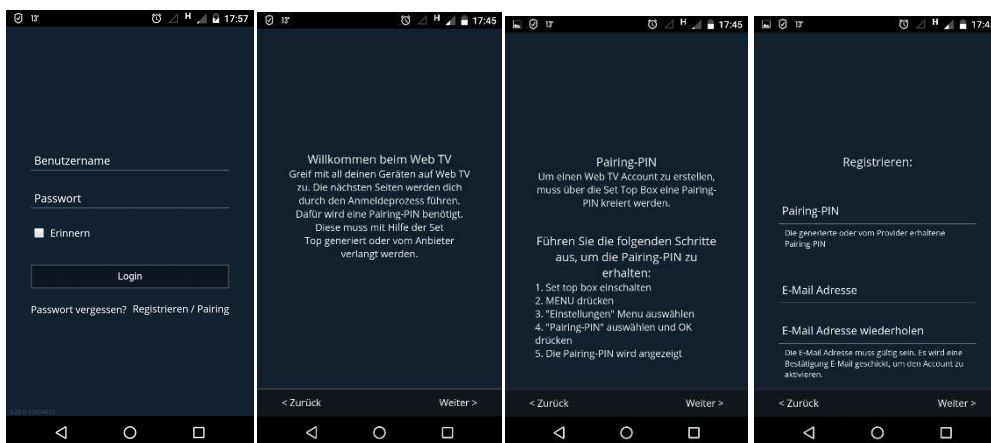 13°
H
17:57
Benutzername
Passwort
Erinnern
Login
Passwort vergessen? Registrieren / Pairing
13°
H
17:45
Willkommen beim Web TV
Greif mit all deinen Geräten auf Web TV
zu. Die nächsten Seiten werden dich
durch den Anmeldeprozess führen.
Dafür wird eine Pairing-PIN benötigt.
Diese muss mit Hilfe der Set
Top generiert oder vom Anbieter
verlangt werden.
< Zurück Weiter >
13°
H
17:45
Pairing-PIN
Um einen Web TV Account zu erstellen,
muss über die Set Top Box eine Pairing-
PIN kreiert werden.
Führen Sie die folgenden Schritte
aus, um die Pairing-PIN zu
erhalten:
1. Set top box einschalten
2. MENU drücken
3. "Einstellungen" Menu auswählen
4. "Pairing-PIN" auswählen und OK
drücken
5. Die Pairing-PIN wird angezeigt
< Zurück Weiter >
13°
H
Registrieren:
Pairing-PIN
Die generierte oder vom Provider erhaltene
Pairing-PIN
E-Mail Adresse
E-Mail Adresse wiederholen
Die E-Mail Adresse muss gültig sein. Es wird eine
Bestätigung E-Mail geschickt, um den Account zu
aktivieren.
< Zurück Weiter >